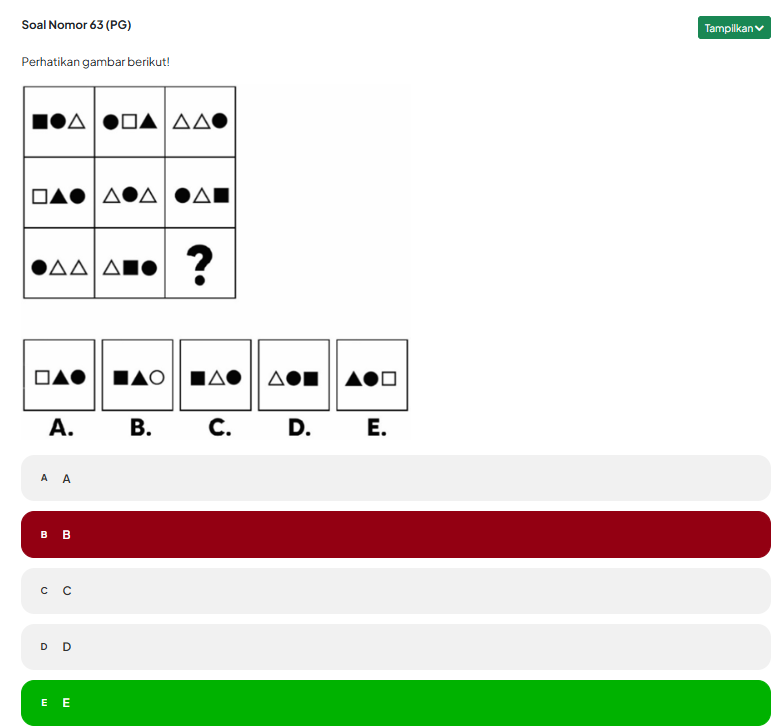 Soal Nomor 63 (PG)
Tampilkan
Perhatikan gambar berikut!
?
A. B. C. D. E.
A A
B B
C C
D D
E E